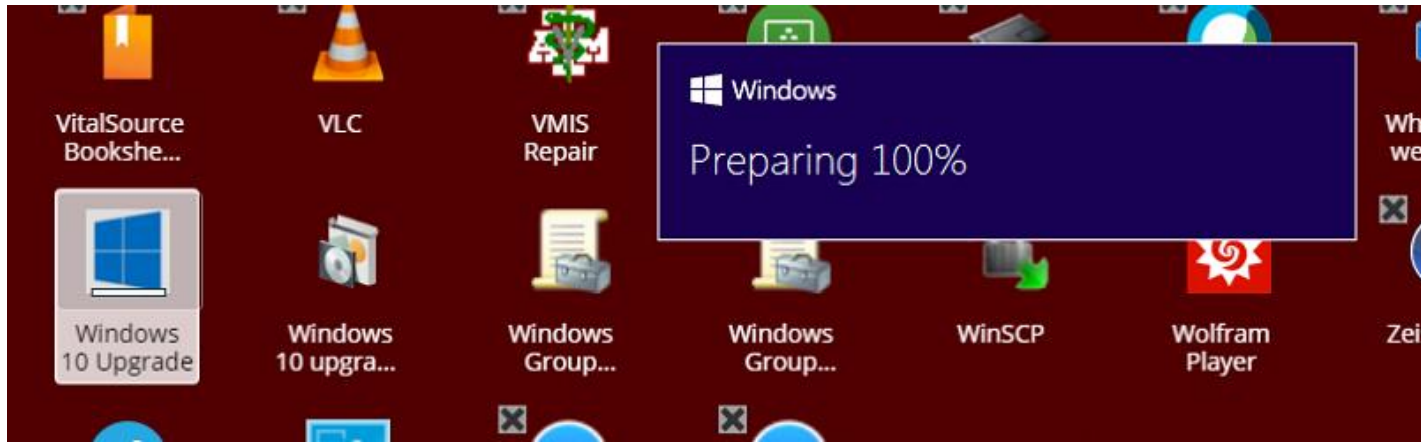 Windows
Preparing 100%
VitalSource
Bookshe...
VLC
ATM
VMIS
Repair
Wh
we
Windows
10 Upgrade
Windows
10 upgra...
Windows
Group...
Windows
Group...
WinSCP
Wolfram
Player
Zei